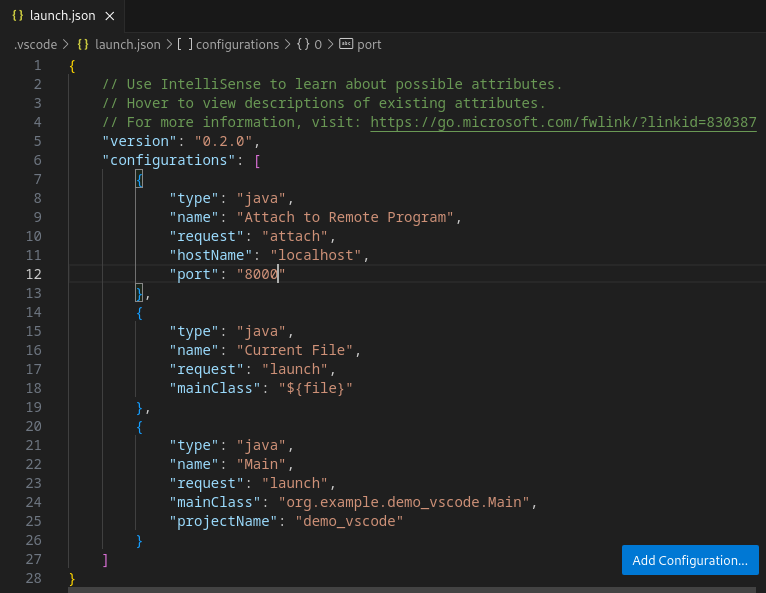 {} launch.json ×
.vscode > {} launch.json > [ ] configurations > {} 0 > abc port
1 {
2 // Use IntelliSense to learn about possible attributes.
3 // Hover to view descriptions of existing attributes.
4 // For more information, visit: https://go.microsoft.com/fwlink/?linkid=830387
5 "version": "0.2.0",
6 "configurations": [
7 {
8 "type": "java",
9 "name": "Attach to Remote Program",
10 "request": "attach",
11 "hostName": "localhost",
12 "port": "8000"
13 },
14 {
15 "type": "java",
16 "name": "Current File",
17 "request": "launch",
18 "mainClass": "${file}"
19 },
20 {
21 "type": "java",
22 "name": "Main",
23 "request": "launch",
24 "mainClass": "org.example.demo_vscode.Main",
25 "projectName": "demo_vscode"
26 }
27 ]
28 }
Add Configuration...